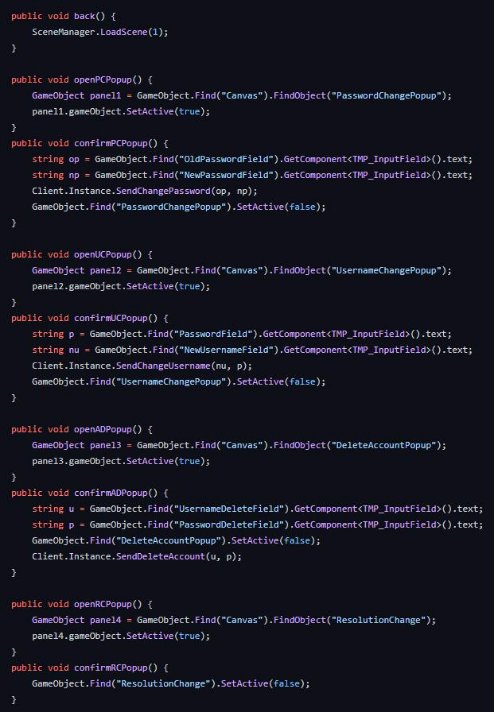 public void back() {
    SceneManager.LoadScene(1);
}

public void openPCPopup() {
    GameObject panel1 = GameObject.Find("Canvas").FindObject("PasswordChangePopup");
    panel1.gameObject.SetActive(true);
}
public void confirmPCPopup() {
    string op = GameObject.Find("OldPasswordField").GetComponent<TMP_InputField>().text;
    string np = GameObject.Find("NewPasswordField").GetComponent<TMP_InputField>().text;
    Client.Instance.SendChangePassword(op, np);
    GameObject.Find("PasswordChangePopup").SetActive(false);
}

public void openUCPopup() {
    GameObject panel2 = GameObject.Find("Canvas").FindObject("UsernameChangePopup");
    panel2.gameObject.SetActive(true);
}
public void confirmUCPopup() {
    string p = GameObject.Find("PasswordField").GetComponent<TMP_InputField>().text;
    string nu = GameObject.Find("NewUsernameField").GetComponent<TMP_InputField>().text;
    Client.Instance.SendChangeUsername(nu, p);
    GameObject.Find("UsernameChangePopup").SetActive(false);
}

public void openADPopup() {
    GameObject panel3 = GameObject.Find("Canvas").FindObject("DeleteAccountPopup");
    panel3.gameObject.SetActive(true);
}
public void confirmADPopup() {
    string u = GameObject.Find("UsernameDeleteField").GetComponent<TMP_InputField>().text;
    string p = GameObject.Find("PasswordDeleteField").GetComponent<TMP_InputField>().text;
    GameObject.Find("DeleteAccountPopup").SetActive(false);
    Client.Instance.SendDeleteAccount(u, p);
}

public void openRCPopup() {
    GameObject panel4 = GameObject.Find("Canvas").FindObject("ResolutionChange");
    panel4.gameObject.SetActive(true);
}
public void confirmRCPopup() {
    GameObject.Find("ResolutionChange").SetActive(false);
}